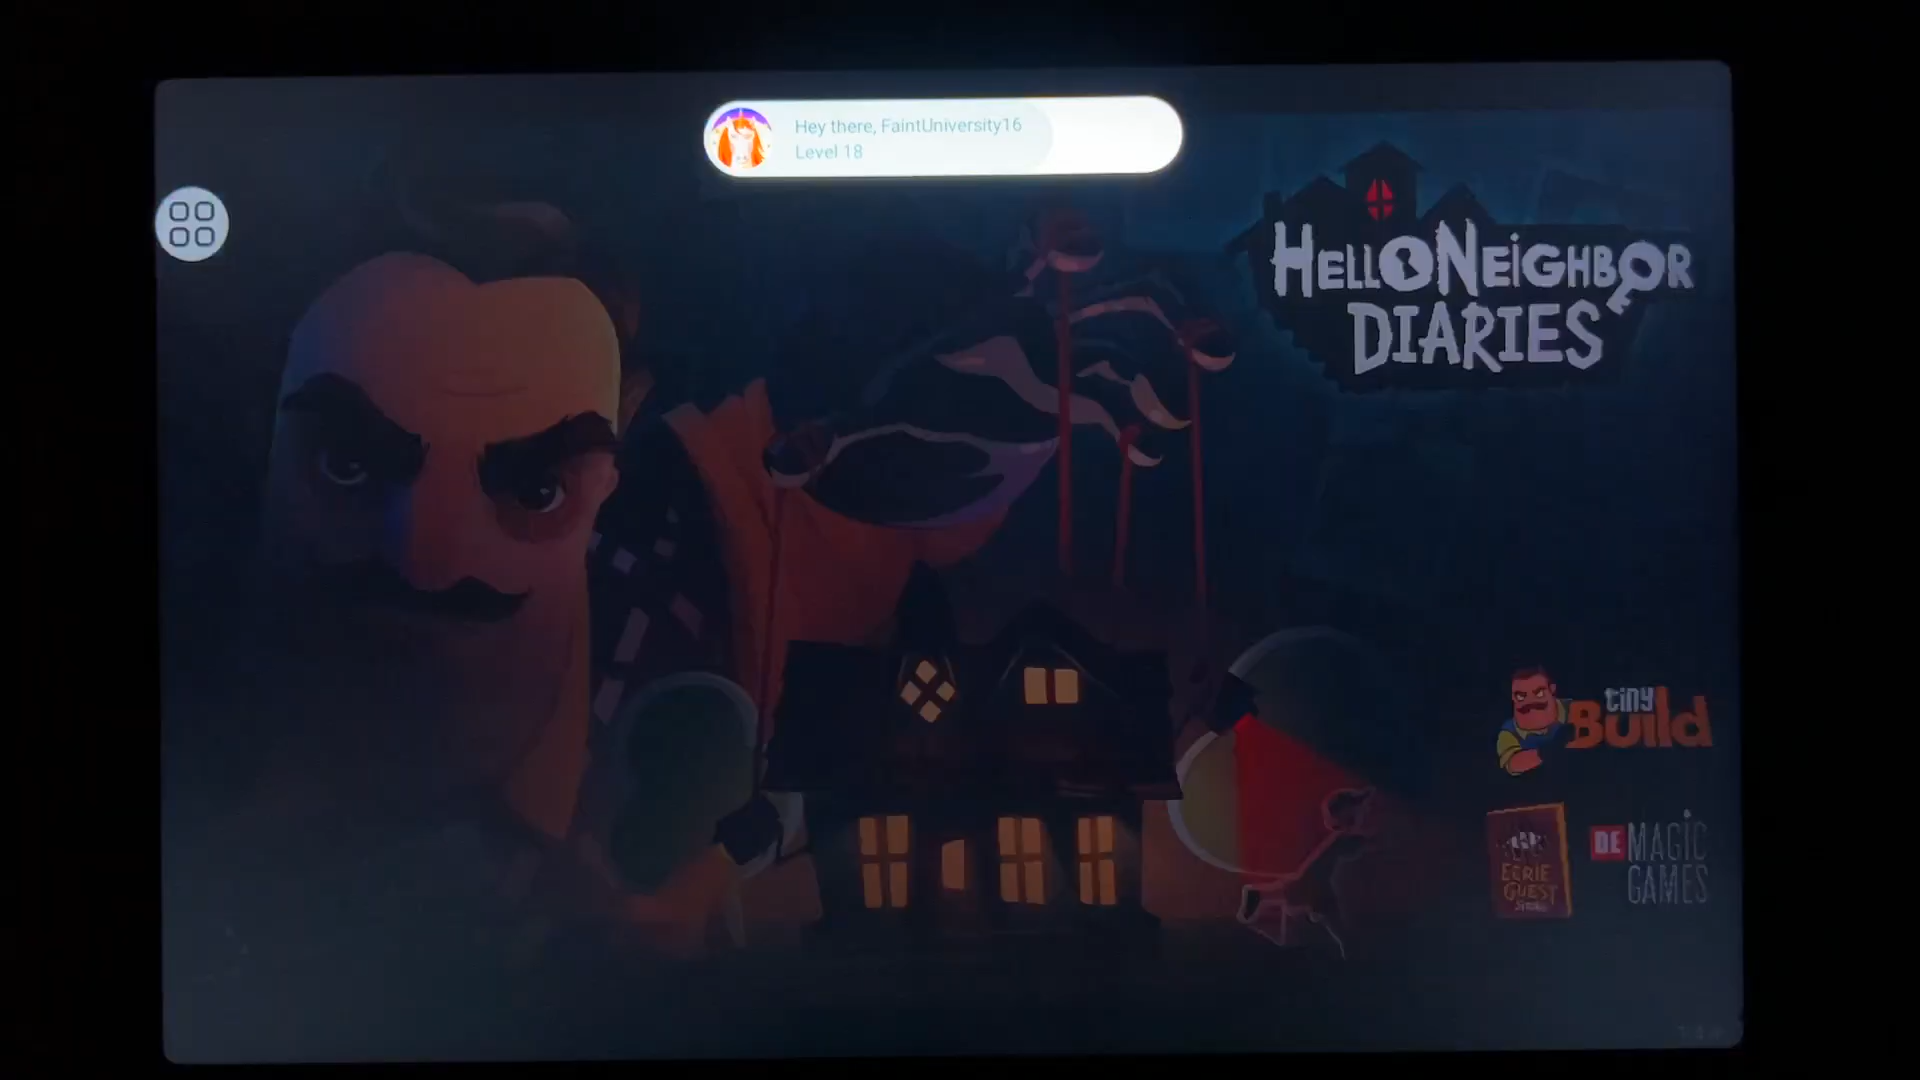 Hey there, FaintUniversity16
Level 18
HELLO NEIGHBOR
DIARIES
tiny
Build
EERIE
GUEST
DE MAGIC
GAMES